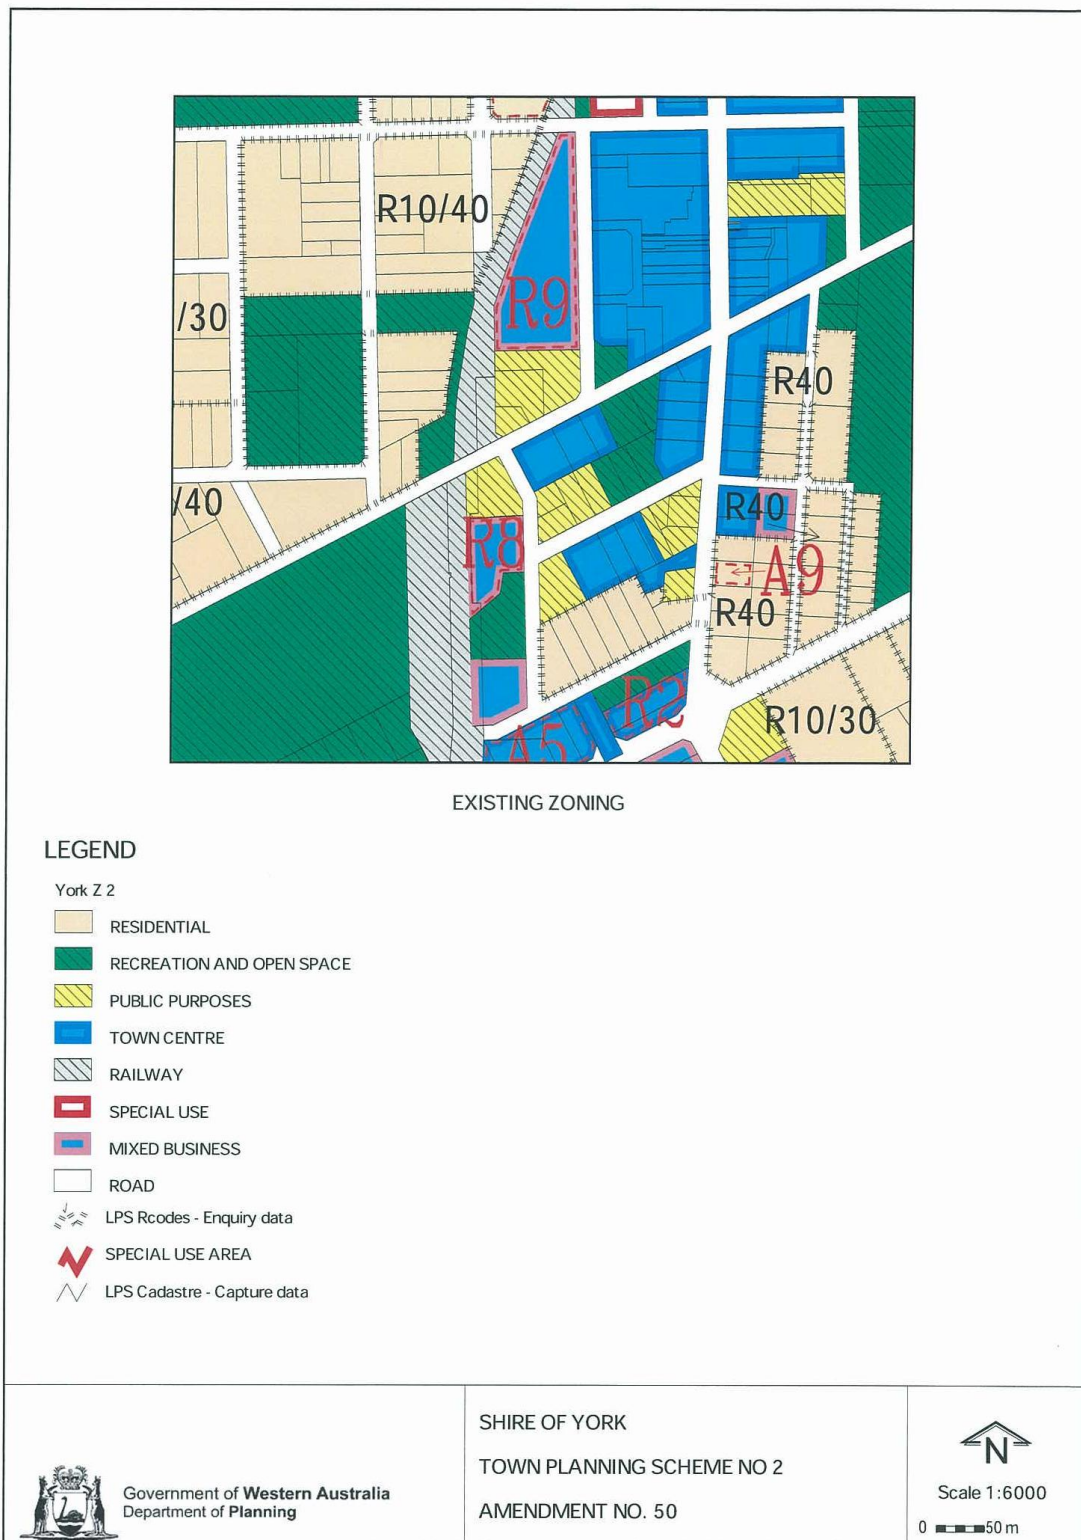 R10/40
R9
/30
R40
/40
R40
R8
A9
R40
R2
R10/30
A5
EXISTING ZONING
LEGEND
York Z 2
RESIDENTIAL
RECREATION AND OPEN SPACE
PUBLIC PURPOSES
TOWN CENTRE
RAILWAY
SPECIAL USE
MIXED BUSINESS
ROAD
LPS Rcodes - Enquiry data
SPECIAL USE AREA
LPS Cadastre - Capture data
Government of Western Australia
Department of Planning
SHIRE OF YORK
TOWN PLANNING SCHEME NO 2
AMENDMENT NO. 50
N
Scale 1:6000
0 50 m